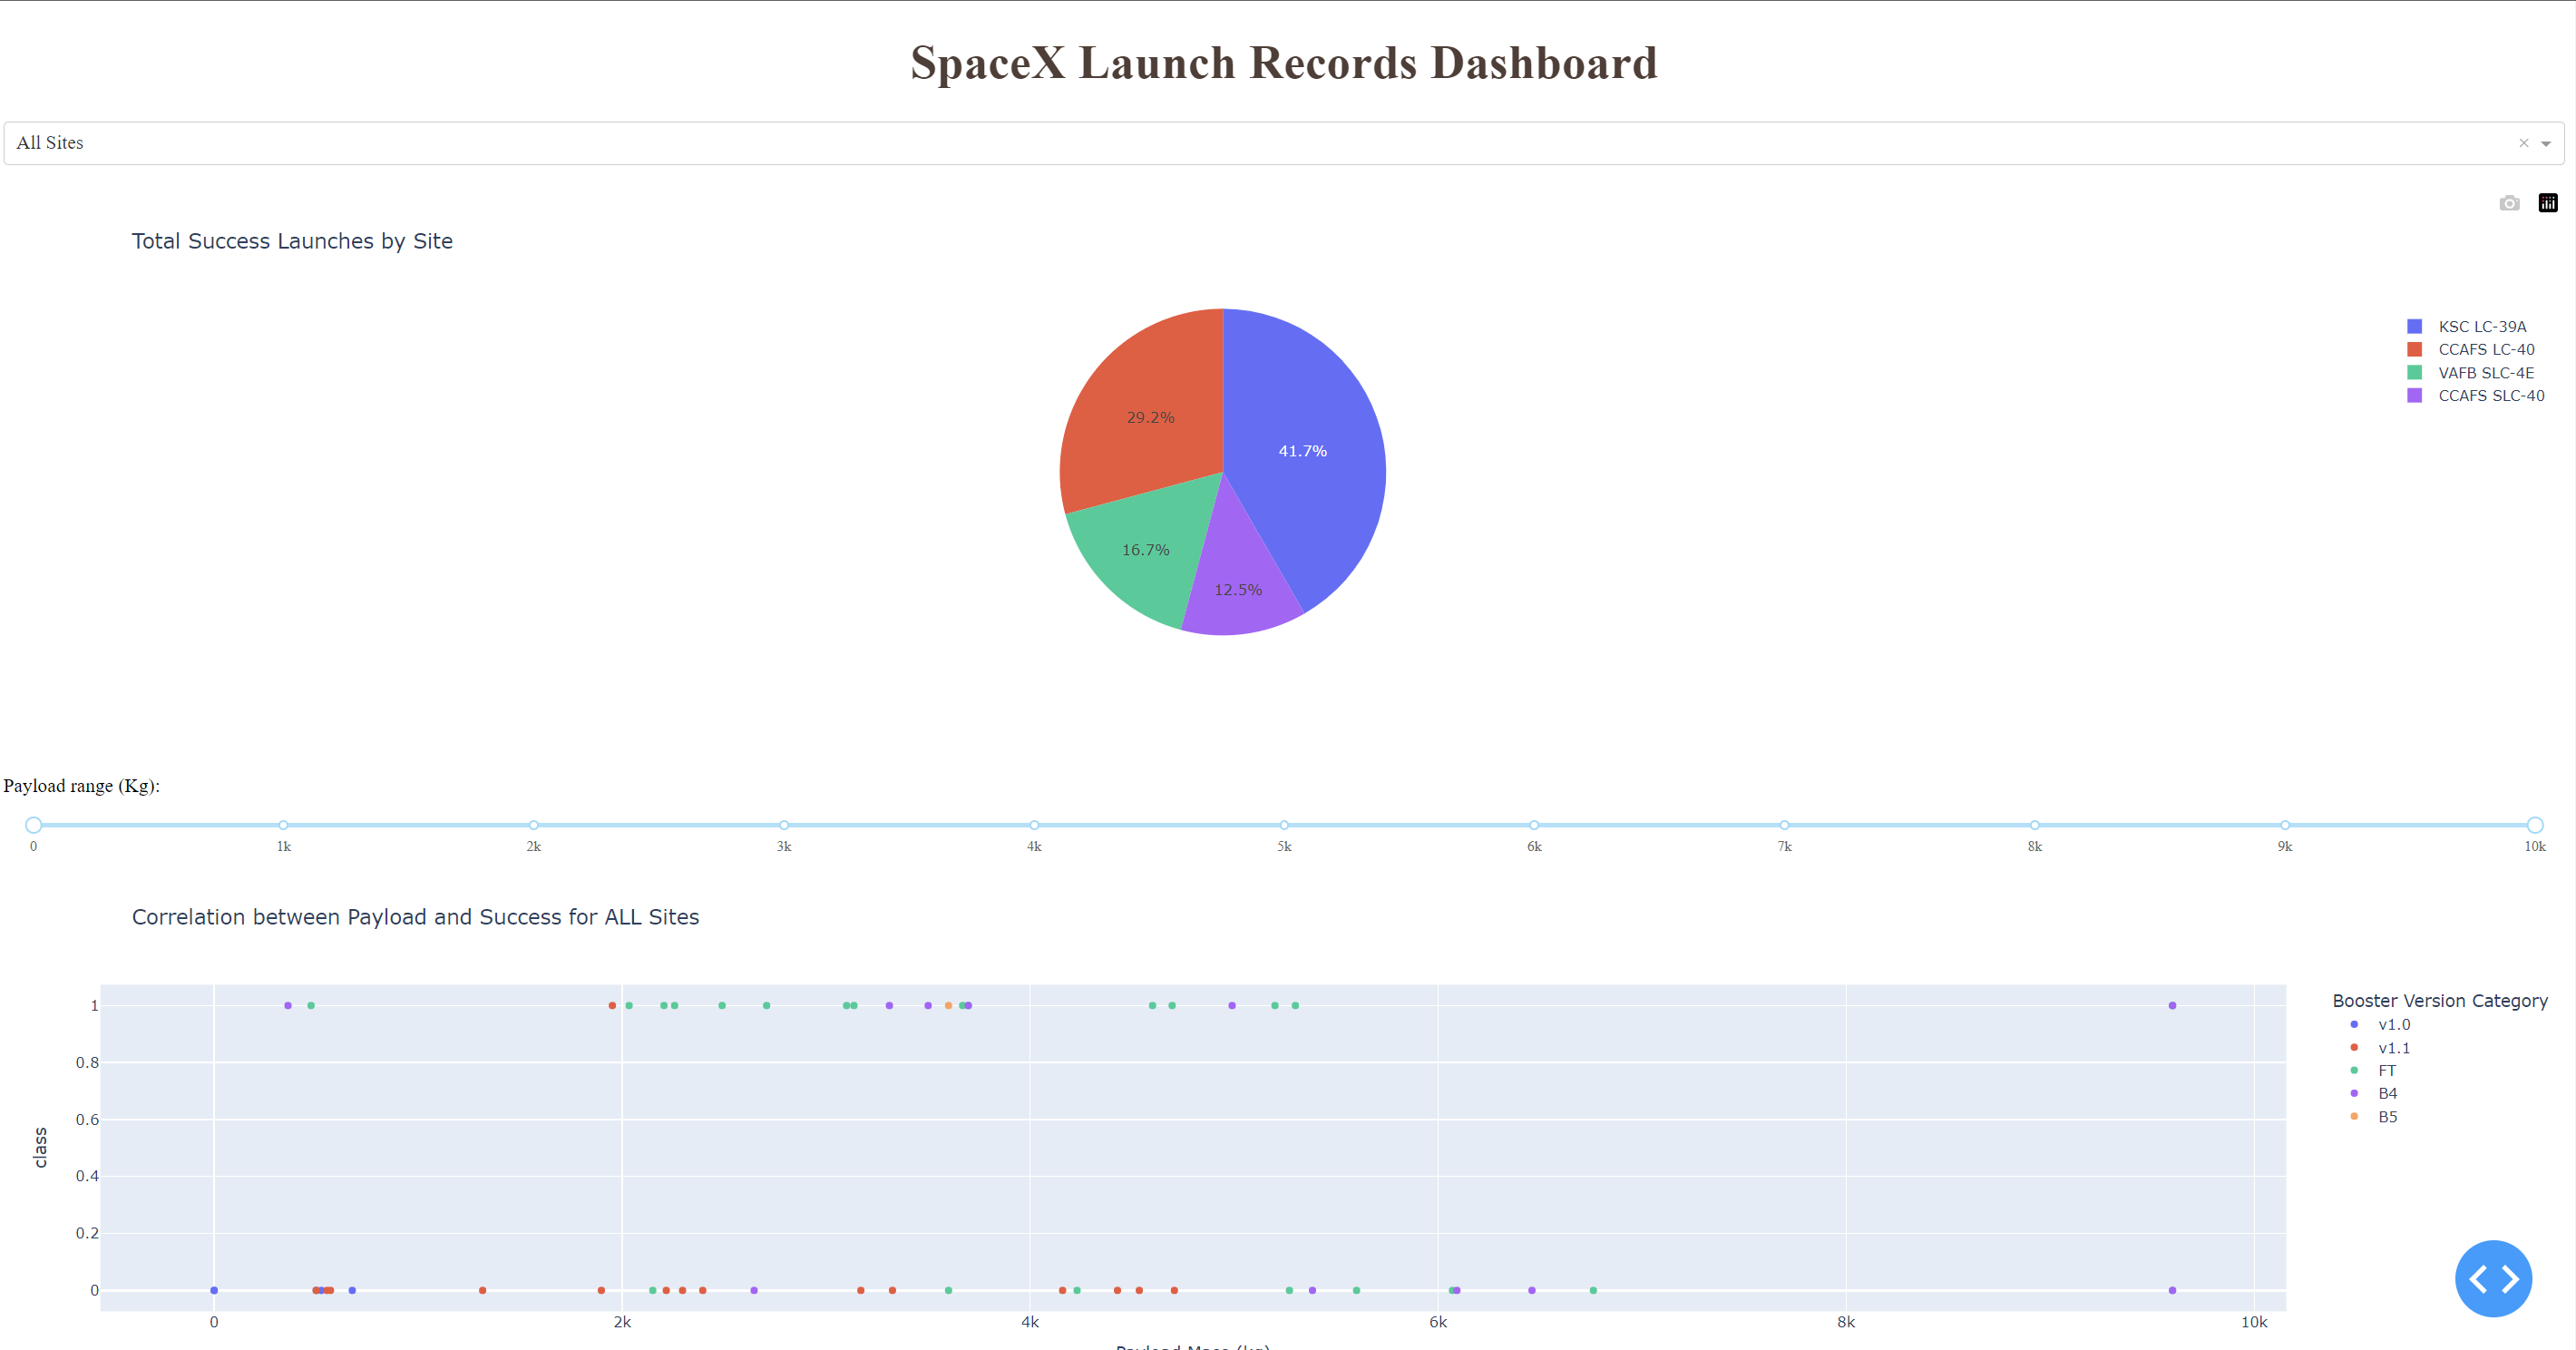 SpaceX Launch Records Dashboard
All Sites
Total Success Launches by Site
KSC LC-39A
CCAFS LC-40
VAFB SLC-4E
CCAFS SLC-40
29.2%
41.7%
16.7%
12.5%
Payload range (Kg):
0 1k 2k 3k 4k 5k 6k 7k 8k 9k 10k
Correlation between Payload and Success for ALL Sites
Booster Version Category
v1.0
v1.1
FT
B4
B5
class
1
0.8
0.6
0.4
0.2
0
0 2k 4k 6k 8k 10k
Payload Mass (kg)